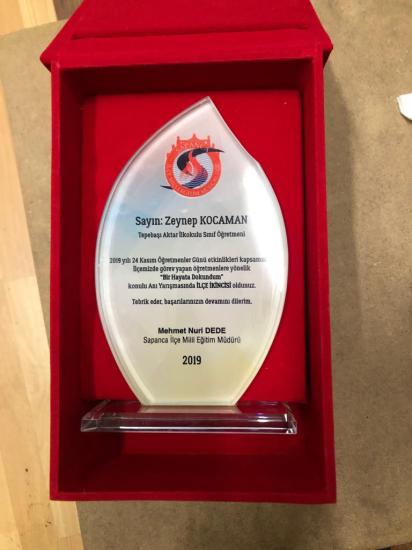 Sayın: Zeynep KOCAMAN
Tepebaşı Aktar İlkokulu Sınıf Öğretmeni
2019 yılı 24 Kasım Öğretmenler Günü etkinlikleri kapsamı
İlçemizde görev yapan öğretmenlere yönelik
"Bir Hayata Dokundum"
konulu Anı Yarışmasında İLÇE İKİNCİSİ oldunuz.
Tebrik eder, başarılarınızın devamını dilerim.
Mehmet Nuri DEDE
Sapanca İlçe Milli Eğitim Müdürü
2019